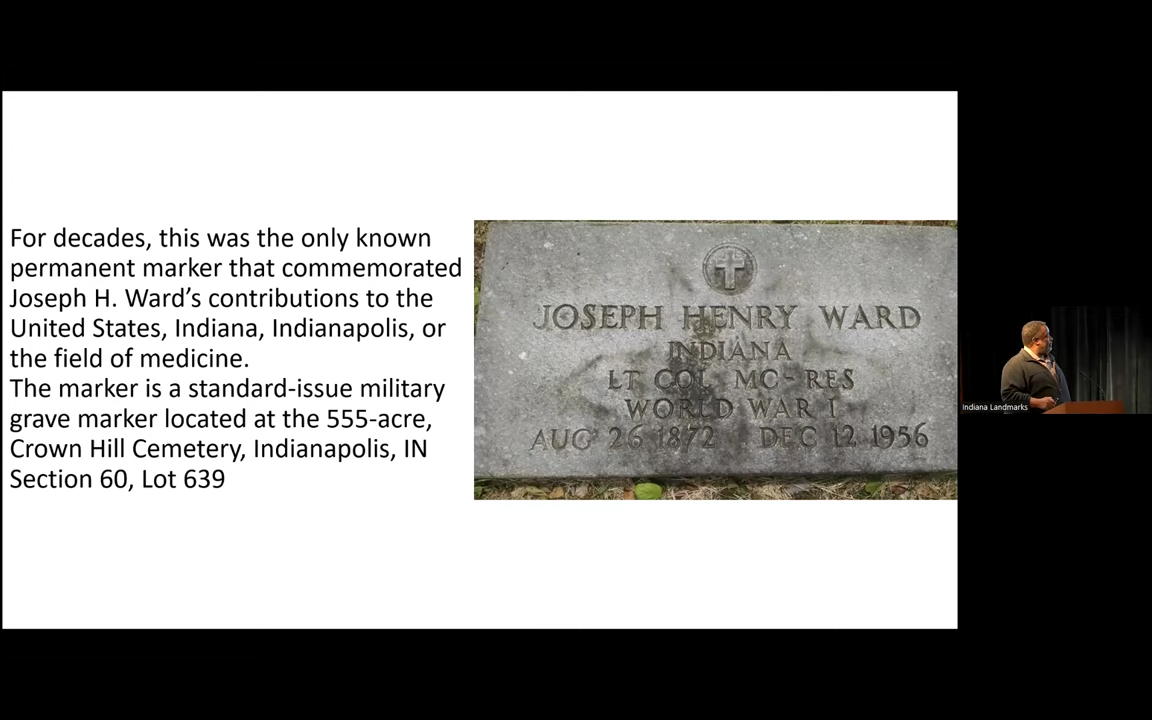 For decades, this was the only known
permanent marker that commemorated
Joseph H. Ward’s contributions to the
United States, Indiana, Indianapolis, or
the field of medicine.
The marker is a standard-issue military
grave marker located at the 555-acre,
Crown Hill Cemetery, Indianapolis, IN
Section 60, Lot 639
JOSEPH HENRY WARD
INDIANA
LT COL MC-RES
WORLD WAR I
AUG 26 1872 DEC 12 1956
Indiana Landmarks